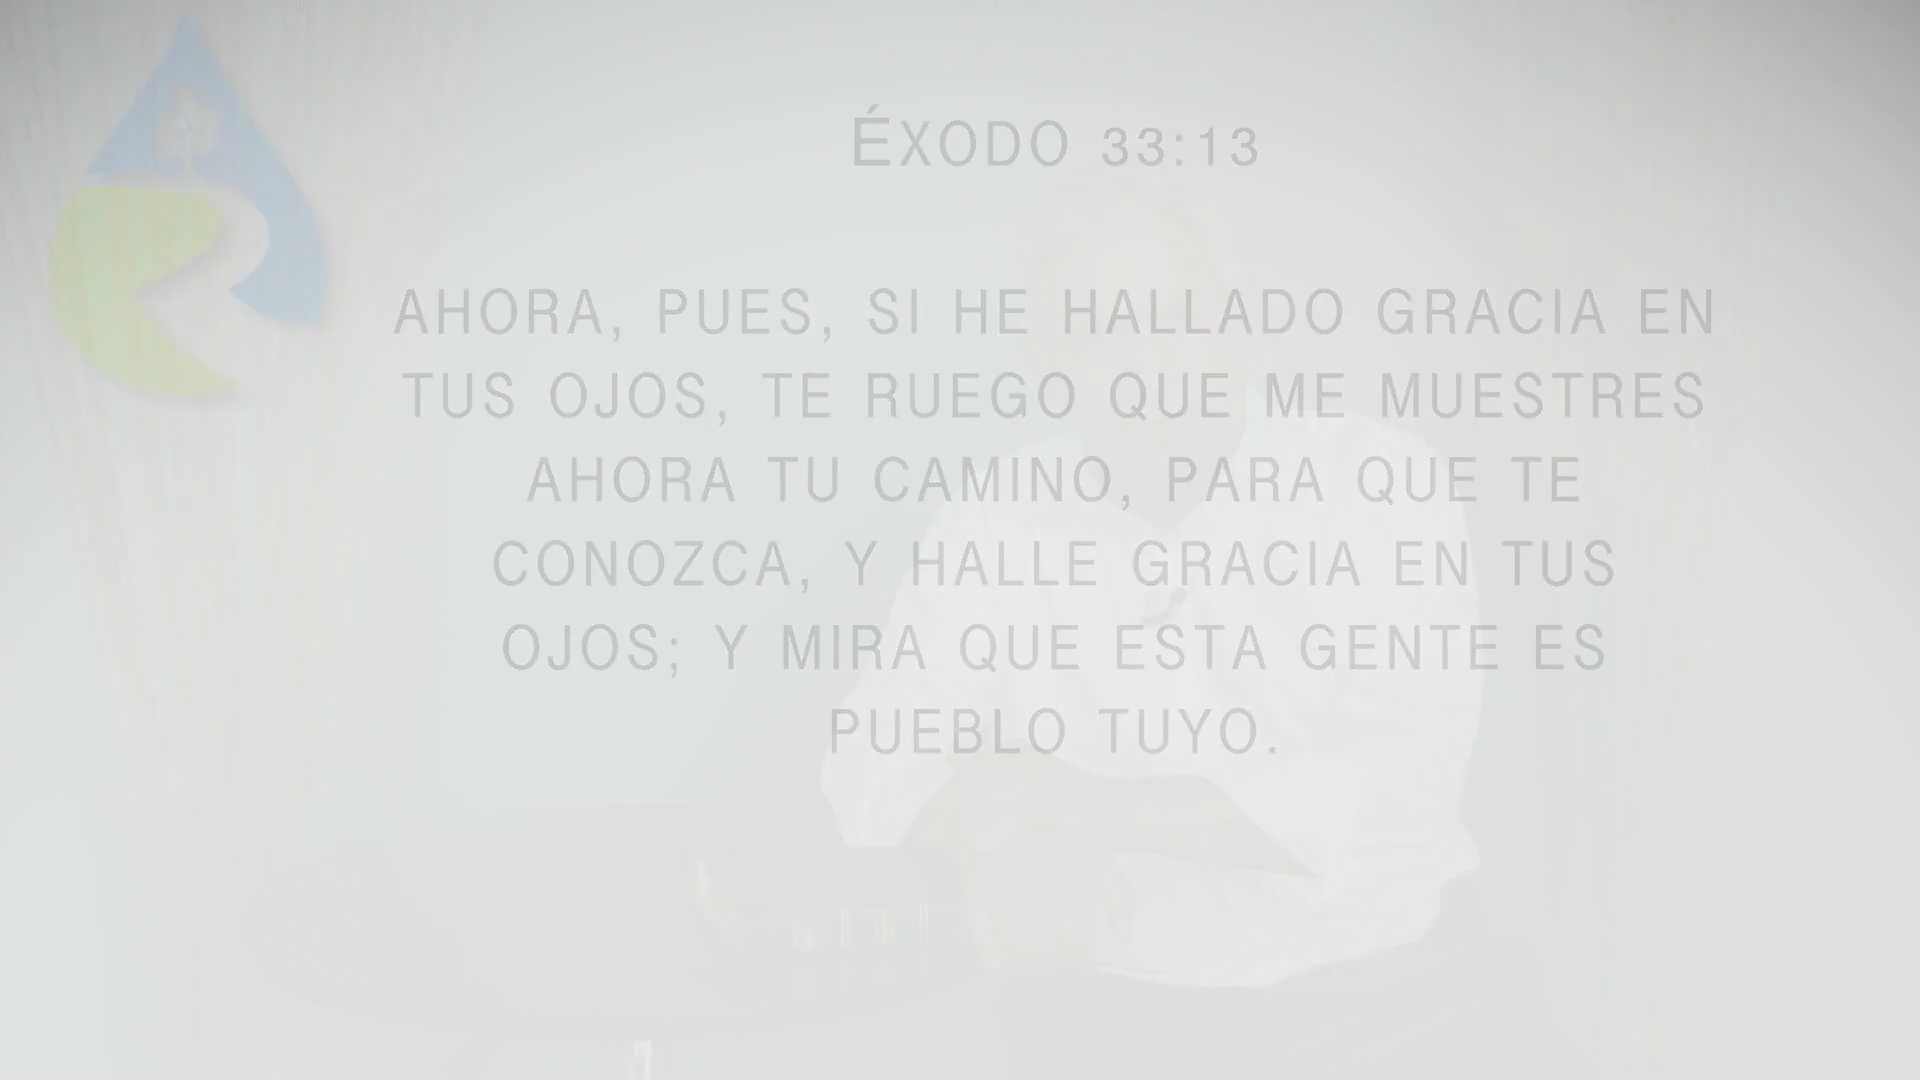 ÉXODO 33:13
AHORA, PUES, SI HE HALLADO GRACIA EN
TUS OJOS, TE RUEGO QUE ME MUESTRES
AHORA TU CAMINO, PARA QUE TE
CONOZCA, Y HALLE GRACIA EN TUS
OJOS; Y MIRA QUE ESTA GENTE ES
PUEBLO TUYO.